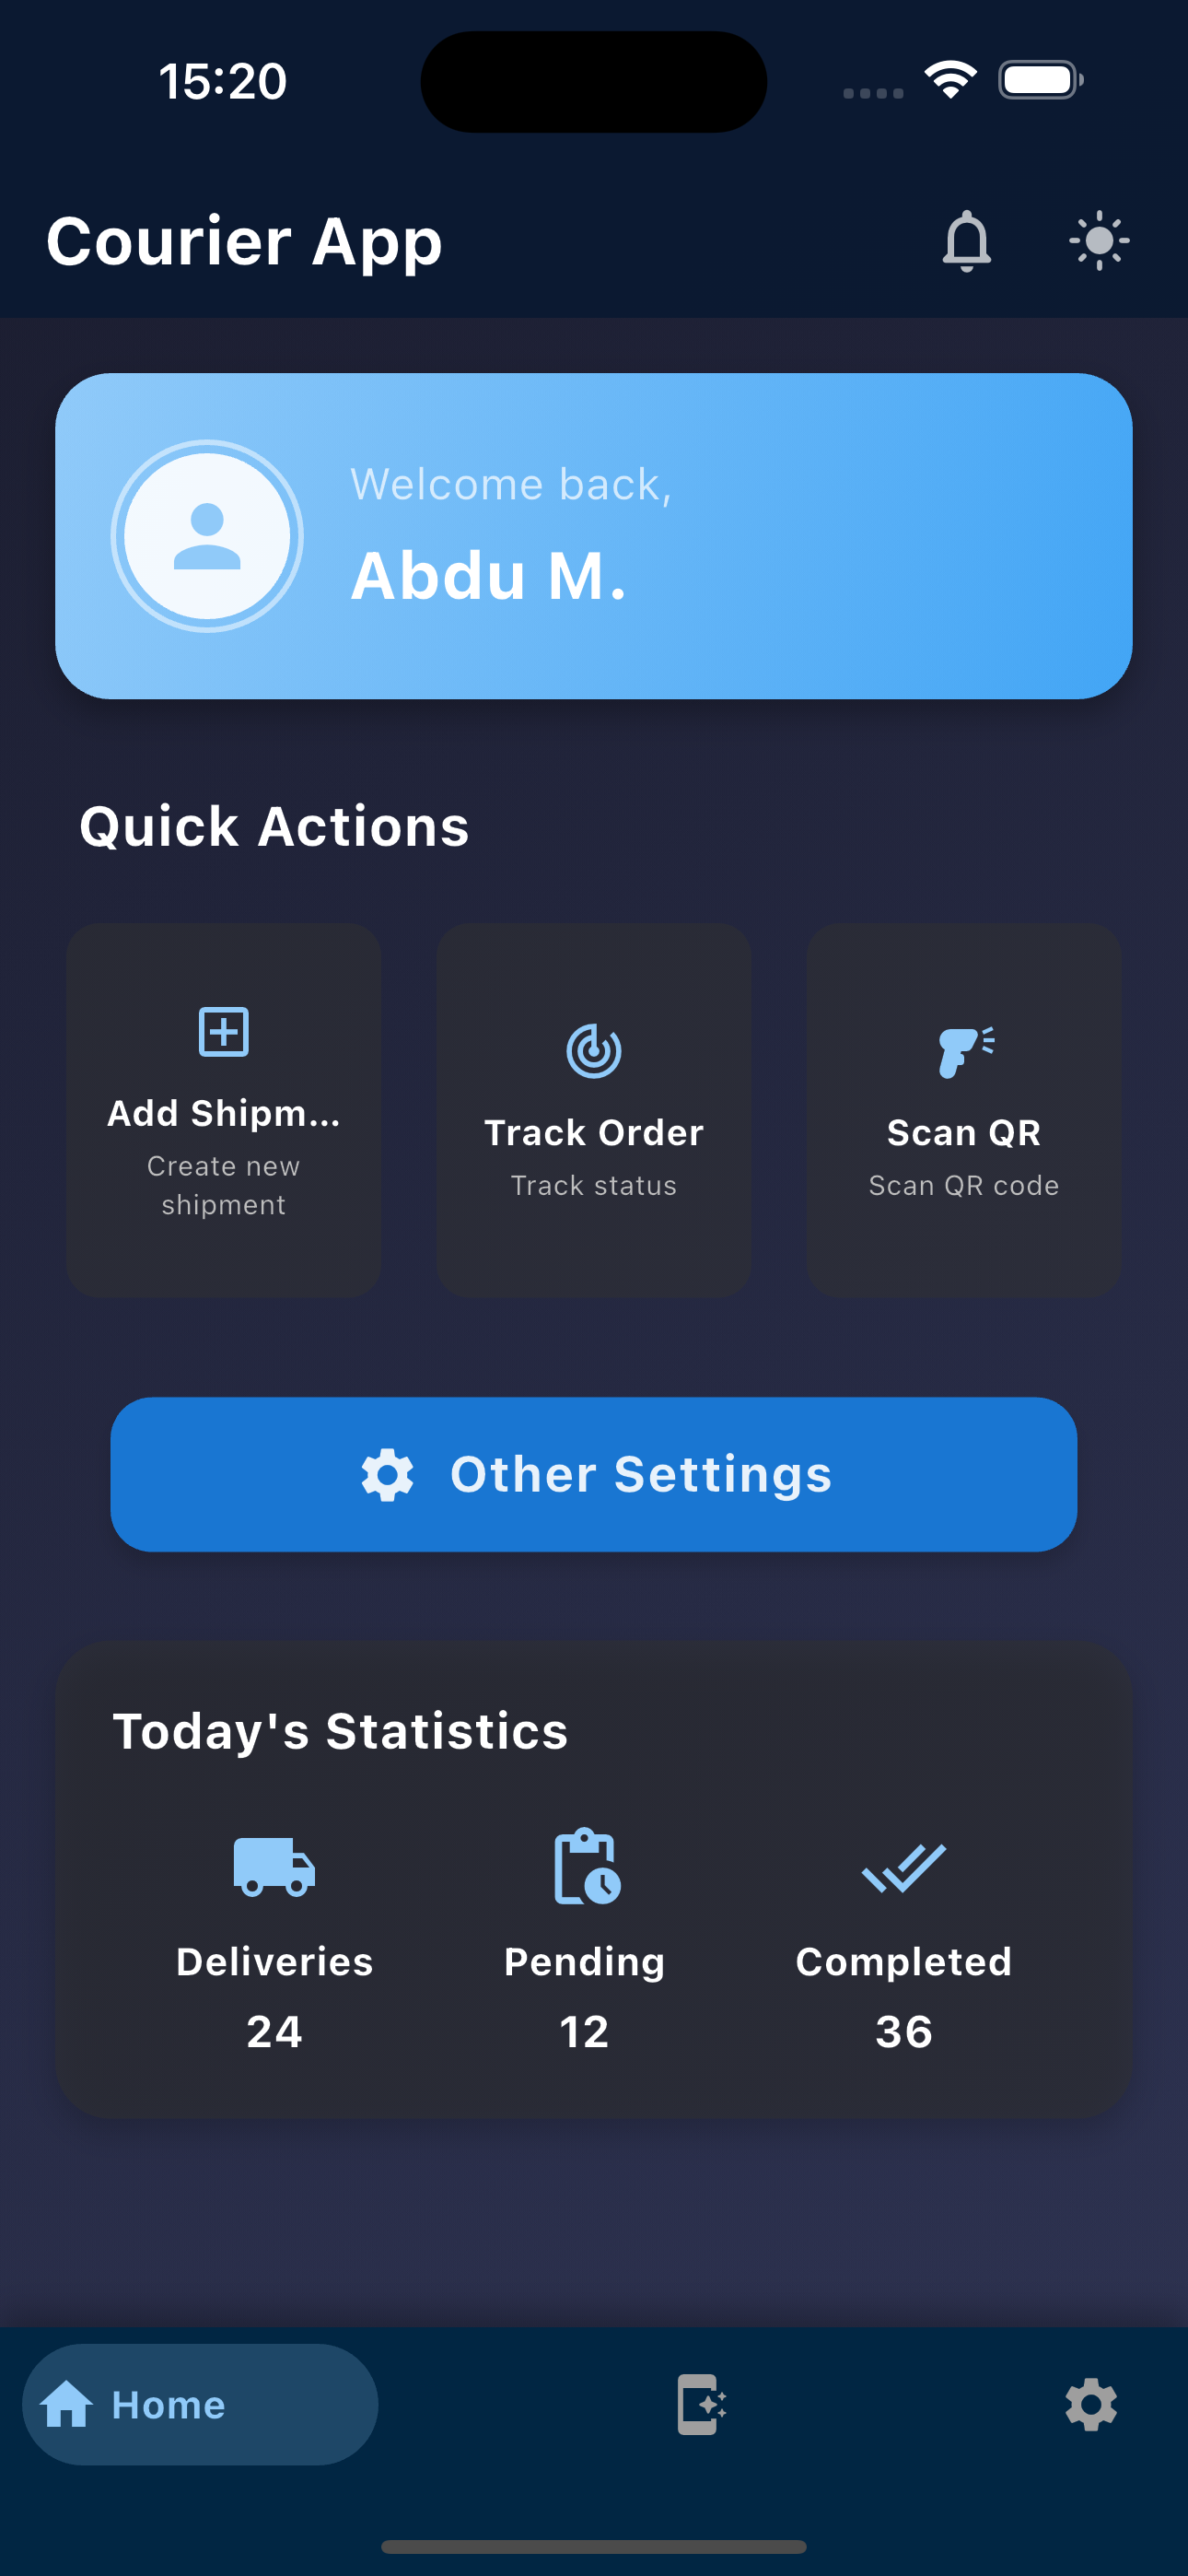 15:20
Courier App
Welcome back,
Abdu M.
Quick Actions
Add Shipm...
Create new
shipment
Track Order
Track status
Scan QR
Scan QR code
Other Settings
Today's Statistics
Deliveries
24
Pending
12
Completed
36
Home